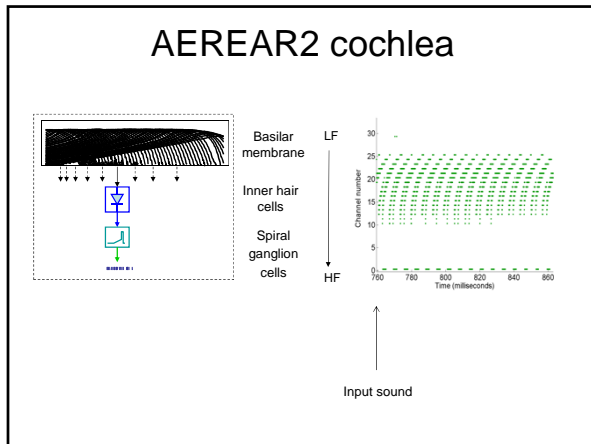 AEREAR2 cochlea
Basilar
membrane
Inner hair
cells
Spiral
ganglion
cells
LF
HF
Channel number
30
25
20
15
10
5
0
760
780
800
820
840
860
Time (miliseconds)
Input sound